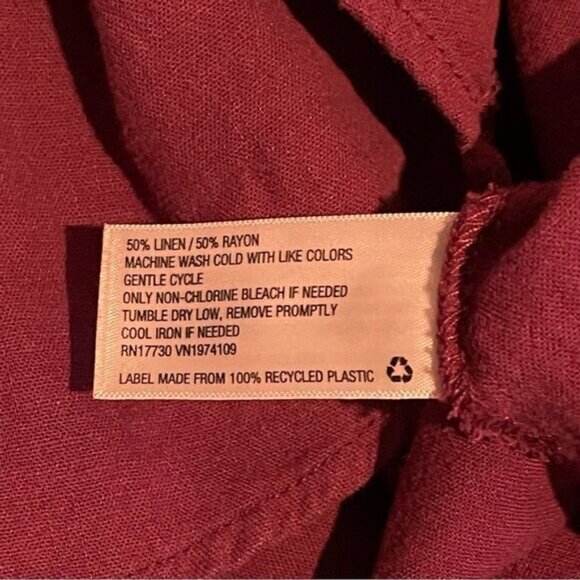 50% LINEN / 50% RAYON
MACHINE WASH COLD WITH LIKE COLORS
GENTLE CYCLE
ONLY NON-CHLORINE BLEACH IF NEEDED
TUMBLE DRY LOW, REMOVE PROMPTLY
COOL IRON IF NEEDED
RN17730 VN1974109
LABEL MADE FROM 100% RECYCLED PLASTIC